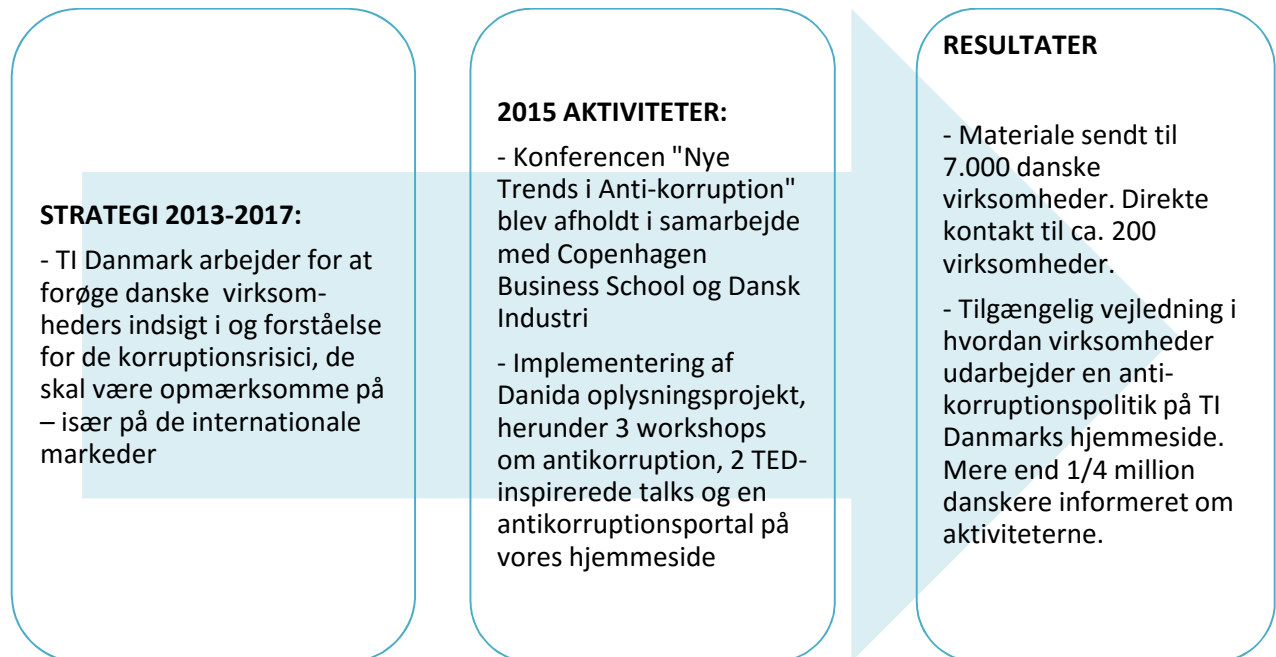 STRATEGI 2013-2017:
- TI Danmark arbejder for at
forøge danske  virksom-
heders indsigt i og forståelse
for de korruptionsrisici, de
skal være opmærksomme på
– især på de internationale
markeder
2015 AKTIVITETER:
- Konferencen "Nye
Trends i Anti-korruption"
blev afholdt i samarbejde
med Copenhagen
Business School og Dansk
Industri
- Implementering af
Danida oplysningsprojekt,
herunder 3 workshops
om antikorruption, 2 TED-
inspirerede talks og en
antikorruptionsportal på
vores hjemmeside
RESULTATER
- Materiale sendt til
7.000 danske
virksomheder. Direkte
kontakt til ca. 200
virksomheder.
- Tilgængelig vejledning i
hvordan virksomheder
udarbejder en anti-
korruptionspolitik på TI
Danmarks hjemmeside.
Mere end 1/4 million
danskere informeret om
aktiviteterne.